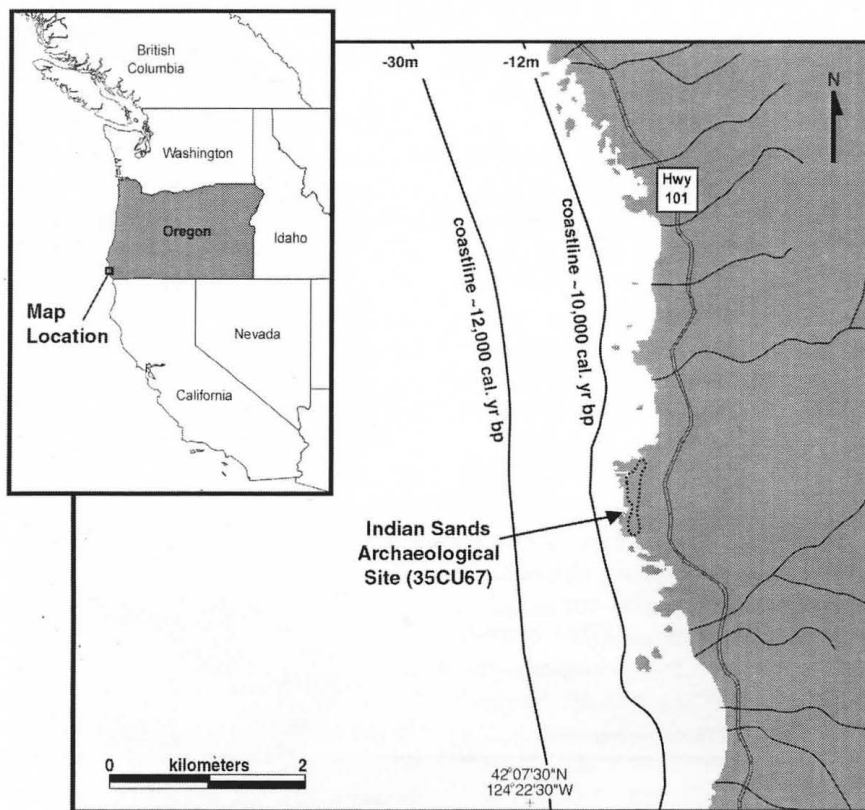 British
Columbia
Washington
Oregon
Idaho
Map
Location
Nevada
California
-30m
-12m
N
Hwy
101
coastline ~12,000 cal. yr bp
coastline ~10,000 cal. yr bp
Indian Sands
Archaeological
Site (35CU67)
0 kilometers 2
42°07'30"N
124°22'30"W